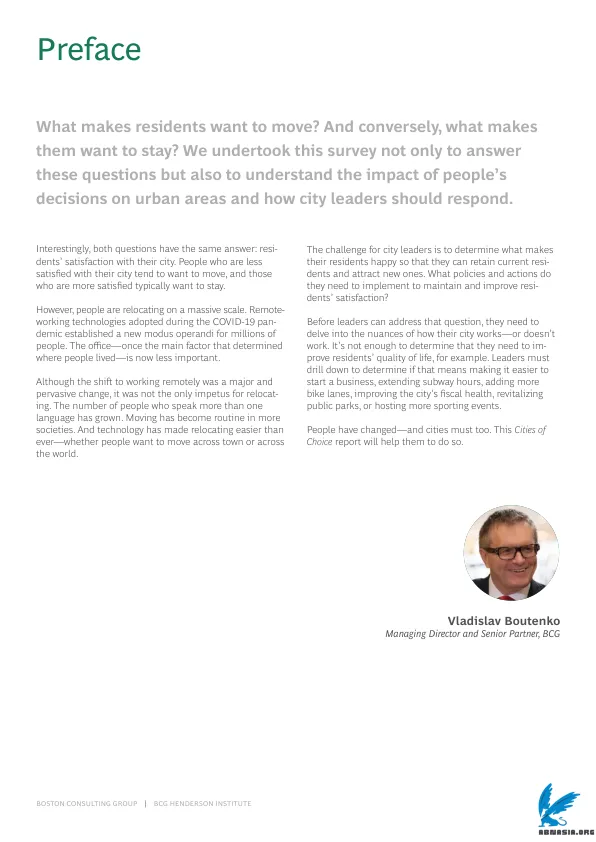 Preface
What makes residents want to move? And conversely, what makes
them want to stay? We undertook this survey not only to answer
these questions but also to understand the impact of people's
decisions on urban areas and how city leaders should respond.
Interestingly, both questions have the same answer: resi-
dents' satisfaction with their city. People who are less
satisfied with their city tend to want to move, and those
who are more satisfied typically want to stay.
However, people are relocating on a massive scale. Remote-
working technologies adopted during the COVID-19 pan-
demic established a new modus operandi for millions of
people. The office—once the main factor that determined
where people lived—is now less important.
Although the shift to working remotely was a major and
pervasive change, it was not the only impetus for relocat-
ing. The number of people who speak more than one
language has grown. Moving has become routine in more
societies. And technology has made relocating easier than
ever—whether people want to move across town or across
the world.
The challenge for city leaders is to determine what makes
their residents happy so that they can retain current resi-
dents and attract new ones. What policies and actions do
they need to implement to maintain and improve resi-
dents' satisfaction?
Before leaders can address that question, they need to
delve into the nuances of how their city works—or doesn't
work. It's not enough to determine that they need to im-
prove residents' quality of life, for example. Leaders must
drill down to determine if that means making it easier to
start a business, extending subway hours, adding more
bike lanes, improving the city's fiscal health, revitalizing
public parks, or hosting more sporting events.
People have changed—and cities must too. This Cities of
Choice report will help them to do so.
Vladislav Boutenko
Managing Director and Senior Partner, BCG
BOSTON CONSULTING GROUP | BCG HENDERSON INSTITUTE
ABNASIA.ORG